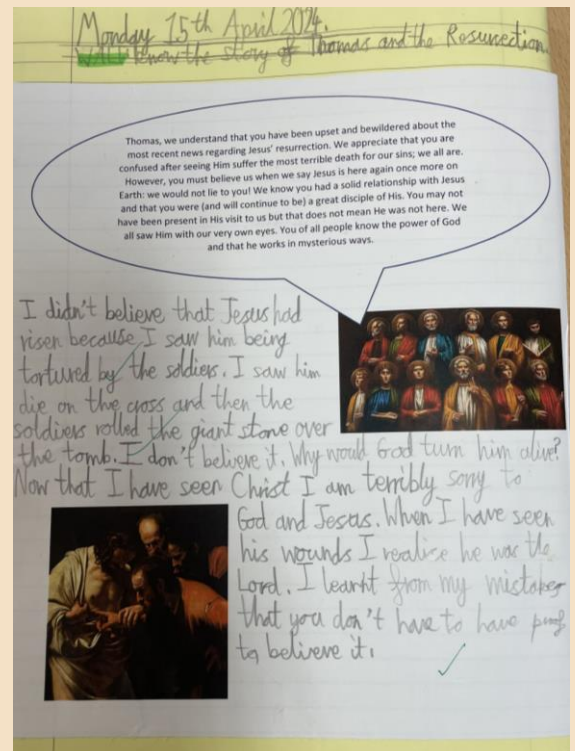 Monday 15th April 2024.
WALT know the story of Thomas and the Resurrection.
Thomas, we understand that you have been upset and bewildered about the
most recent news regarding Jesus' resurrection. We appreciate that you are
confused after seeing Him suffer the most terrible death for our sins; we all are.
However, you must believe us when we say Jesus is here again once more on
Earth: we would not lie to you! We know you had a solid relationship with Jesus
and that you were (and will continue to be) a great disciple of His. You may not
have been present in His visit to us but that does not mean He was not here. We
all saw Him with our very own eyes. You of all people know the power of God
and that he works in mysterious ways.
I didn't believe that Jesus had
risen because I saw him being
tortured by the soldiers. I saw him
die on the cross and then the
soldiers rolled the giant stone over
the tomb. I don't believe it. Why would God turn him alive?
Now that I have seen Christ I am terribly sorry to
God and Jesus. When I have seen
his wounds I realise he was the
Lord. I learnt from my mistakes
that you don't have to have proof
to belireve it.